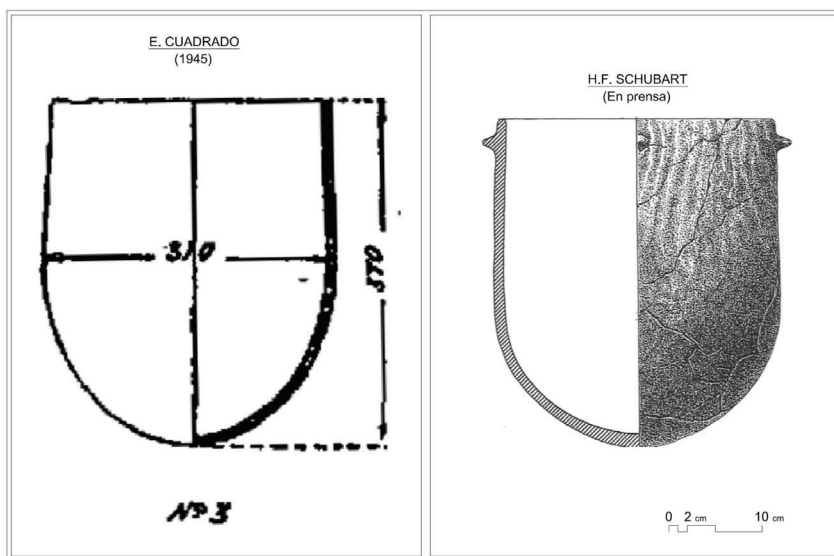 E. CUADRADO
(1945)
310
370
Nº 3
H.F. SCHUBART
(En prensa)
0 2 cm 10 cm